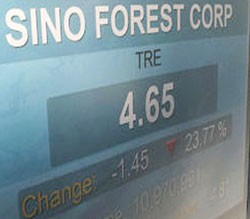 SINO FOREST CORP
TRE
4.65
Change: -1.45 ▼ 23.77%